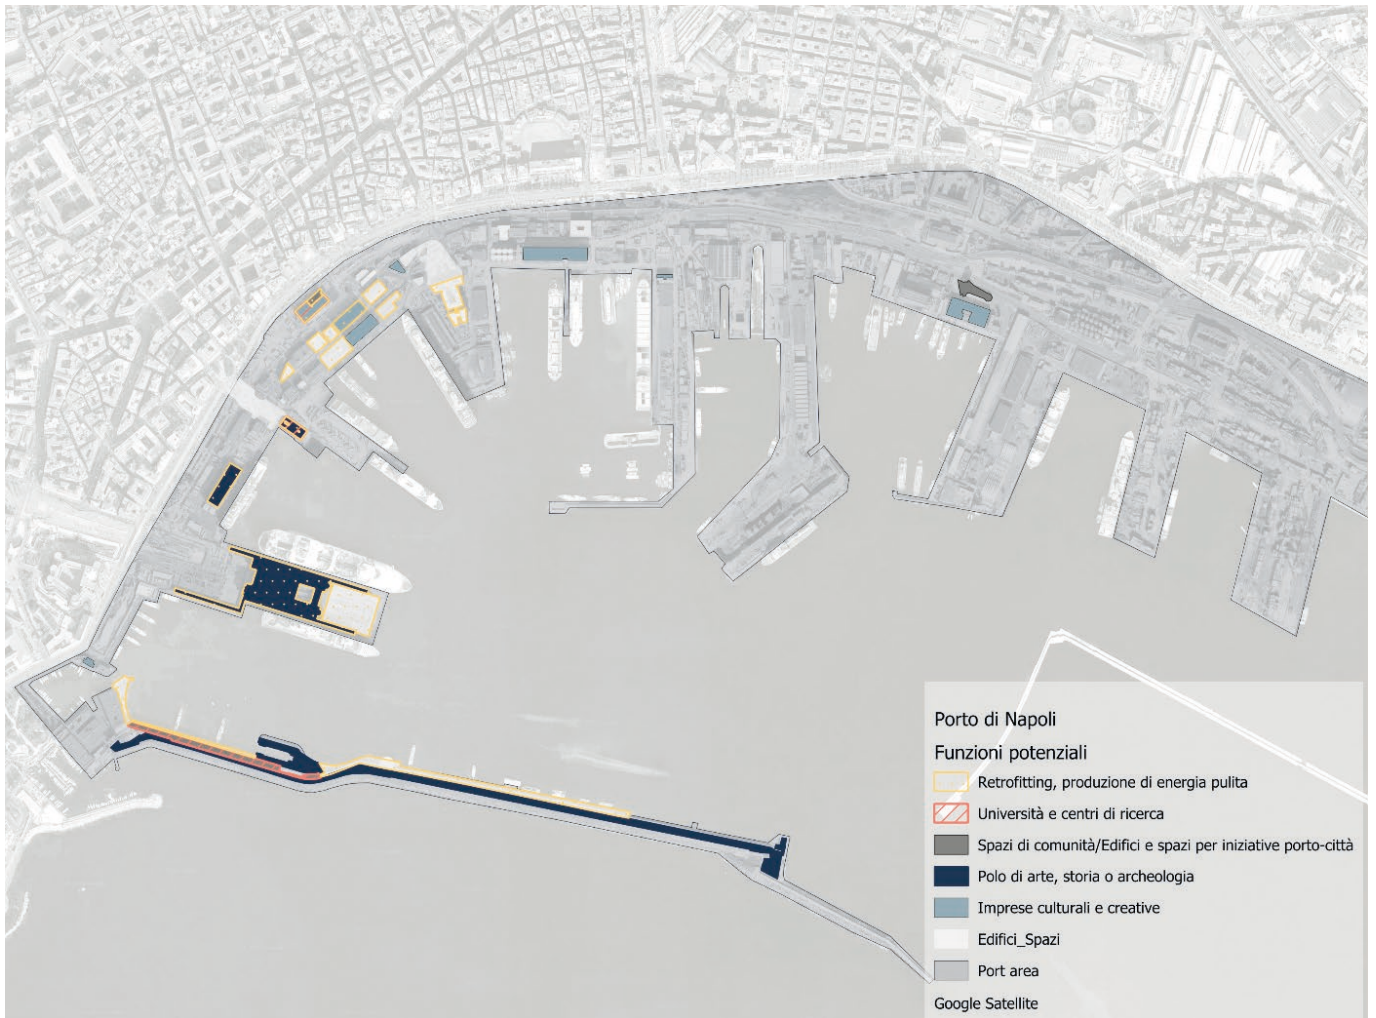 Porto di Napoli
Funzioni potenziali
Retrofitting, produzione di energia pulita
Università e centri di ricerca
Spazi di comunità/Edifici e spazi per iniziative porto-città
Polo di arte, storia o archeologia
Imprese culturali e creative
Edifici_Spazi
Port area
Google Satellite